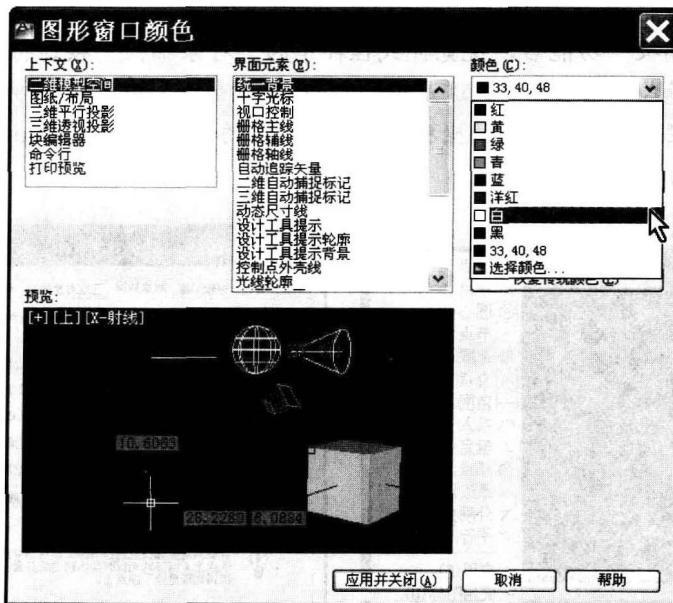 图形窗口颜色
上下文(X):
二维模型空间
图纸/布局
三维平行投影
三维透视投影
块编辑器
命令行
打印预览
界面元素(E):
统一背景
十字光标
视口控制
栅格主线
栅格辅线
栅格轴线
自动追踪矢量
二维自动捕捉标记
三维自动捕捉标记
动态尺寸线
设计工具提示
设计工具提示轮廓
设计工具提示背景
控制点外壳线
光线轮廓
颜色(C):
33, 40, 48
红
黄
绿
青
蓝
洋红
白
黑
33, 40, 48
选择颜色...
恢复传统颜色
预览:
[+][上][X-射线]
10.6063
应用并关闭(A)
取消
帮助